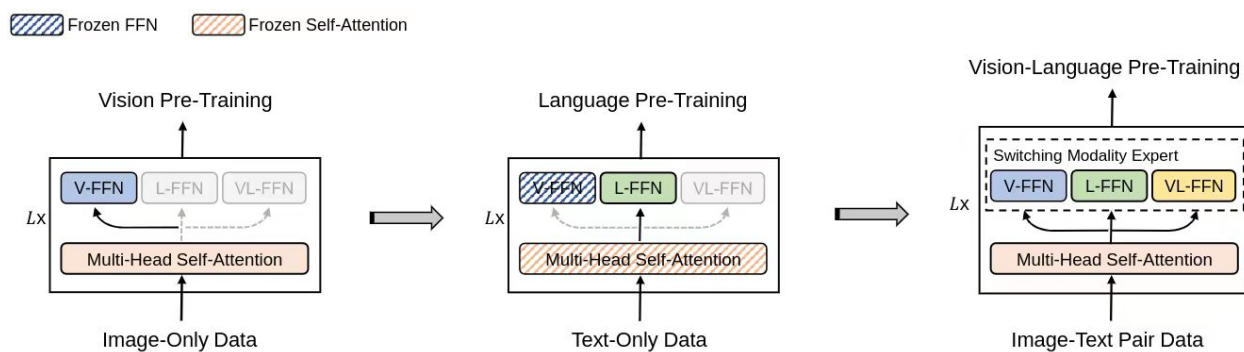 Frozen FFN
Frozen Self-Attention
Vision Pre-Training
Lx
V-FFN
L-FFN
VL-FFN
Multi-Head Self-Attention
Image-Only Data
Language Pre-Training
Lx
V-FFN
L-FFN
VL-FFN
Multi-Head Self-Attention
Text-Only Data
Vision-Language Pre-Training
Lx
Switching Modality Expert
V-FFN
L-FFN
VL-FFN
Multi-Head Self-Attention
Image-Text Pair Data